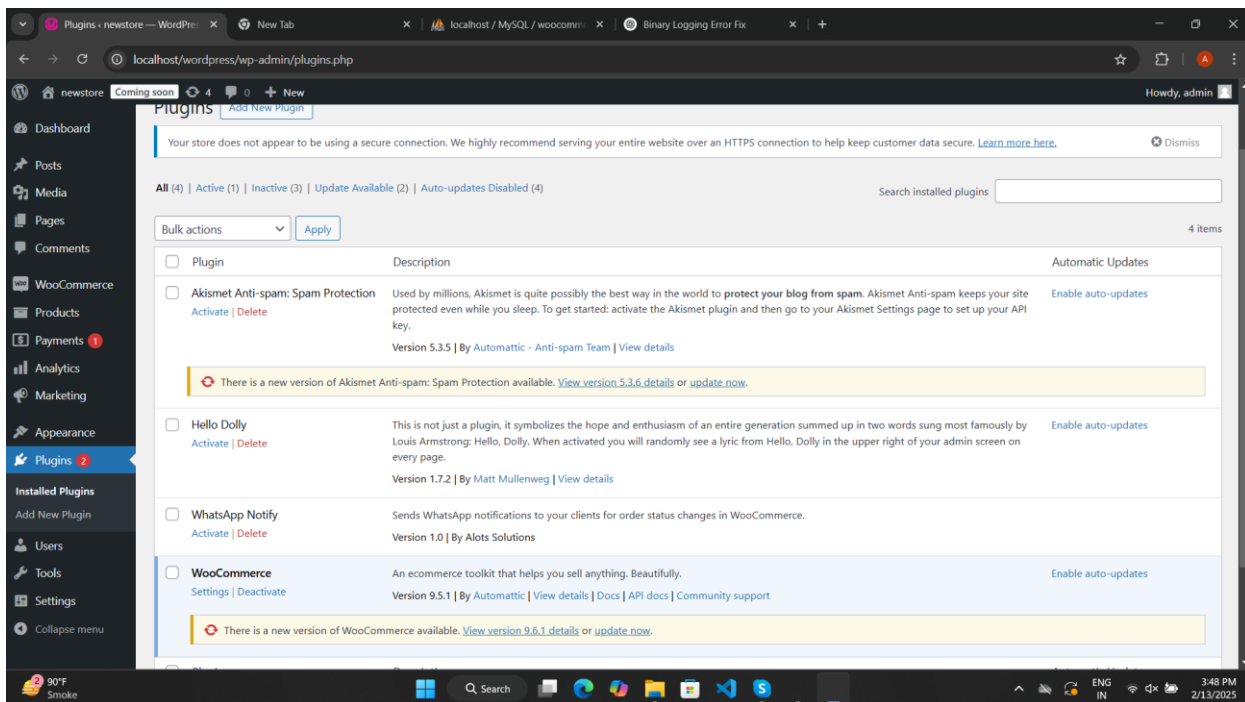 Plugins ‹ newstore — WordPre
New Tab
localhost / MySQL / woocomm
Binary Logging Error Fix
localhost/wordpress/wp-admin/plugins.php
A
newstore
Coming soon
4
0
New
Howdy, admin
Plugins
Add New Plugin
Dashboard
Posts
Media
Pages
Comments
WooCommerce
Products
Payments 1
Analytics
Marketing
Appearance
Plugins 2
Installed Plugins
Add New Plugin
Users
Tools
Settings
Collapse menu
Your store does not appear to be using a secure connection. We highly recommend serving your entire website over an HTTPS connection to help keep customer data secure. Learn more here.
Dismiss
All (4) | Active (1) | Inactive (3) | Update Available (2) | Auto-updates Disabled (4)
Search installed plugins
Bulk actions
Apply
4 items
Plugin
Description
Automatic Updates
Akismet Anti-spam: Spam Protection
Activate | Delete
Used by millions, Akismet is quite possibly the best way in the world to protect your blog from spam. Akismet Anti-spam keeps your site
protected even while you sleep. To get started: activate the Akismet plugin and then go to your Akismet Settings page to set up your API
key.
Version 5.3.5 | By Automattic - Anti-spam Team | View details
Enable auto-updates
There is a new version of Akismet Anti-spam: Spam Protection available. View version 5.3.6 details or update now.
Hello Dolly
Activate | Delete
This is not just a plugin, it symbolizes the hope and enthusiasm of an entire generation summed up in two words sung most famously by
Louis Armstrong: Hello, Dolly. When activated you will randomly see a lyric from Hello, Dolly in the upper right of your admin screen on
every page.
Version 1.7.2 | By Matt Mullenweg | View details
Enable auto-updates
WhatsApp Notify
Activate | Delete
Sends WhatsApp notifications to your clients for order status changes in WooCommerce.
Version 1.0 | By Alots Solutions
WooCommerce
Settings | Deactivate
An ecommerce toolkit that helps you sell anything. Beautifully.
Version 9.5.1 | By Automattic | View details | Docs | API docs | Community support
Enable auto-updates
There is a new version of WooCommerce available. View version 9.6.1 details or update now.
2
90°F
Smoke
Search
ENG
IN
3:48 PM
2/13/2025